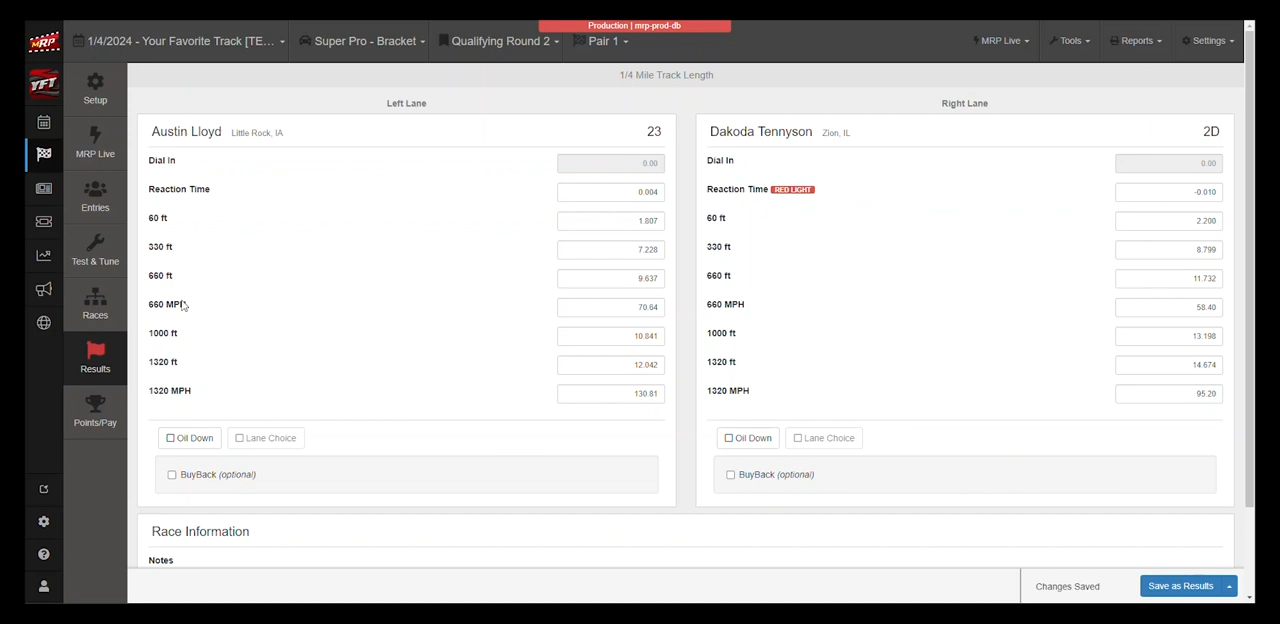 Production | mrp-prod-db
MRP
1/4/2024 - Your Favorite Track [TE...
Super Pro - Bracket
Qualifying Round 2
Pair 1
MRP Live
Tools
Reports
Settings
YFT
Setup
MRP Live
Entries
Test & Tune
Races
Results
Points/Pay
1/4 Mile Track Length
Left Lane
Austin Lloyd Little Rock, IA 23
Dial In 0.00
Reaction Time 0.004
60 ft 1.807
330 ft 7.228
660 ft 9.637
660 MPH 70.64
1000 ft 10.841
1320 ft 12.042
1320 MPH 130.81
Oil Down Lane Choice
BuyBack (optional)
Right Lane
Dakoda Tennyson Zion, IL 2D
Dial In 0.00
Reaction Time RED LIGHT -0.010
60 ft 2.200
330 ft 8.799
660 ft 11.732
660 MPH 58.40
1000 ft 13.198
1320 ft 14.674
1320 MPH 95.20
Oil Down Lane Choice
BuyBack (optional)
Race Information
Notes
Changes Saved
Save as Results